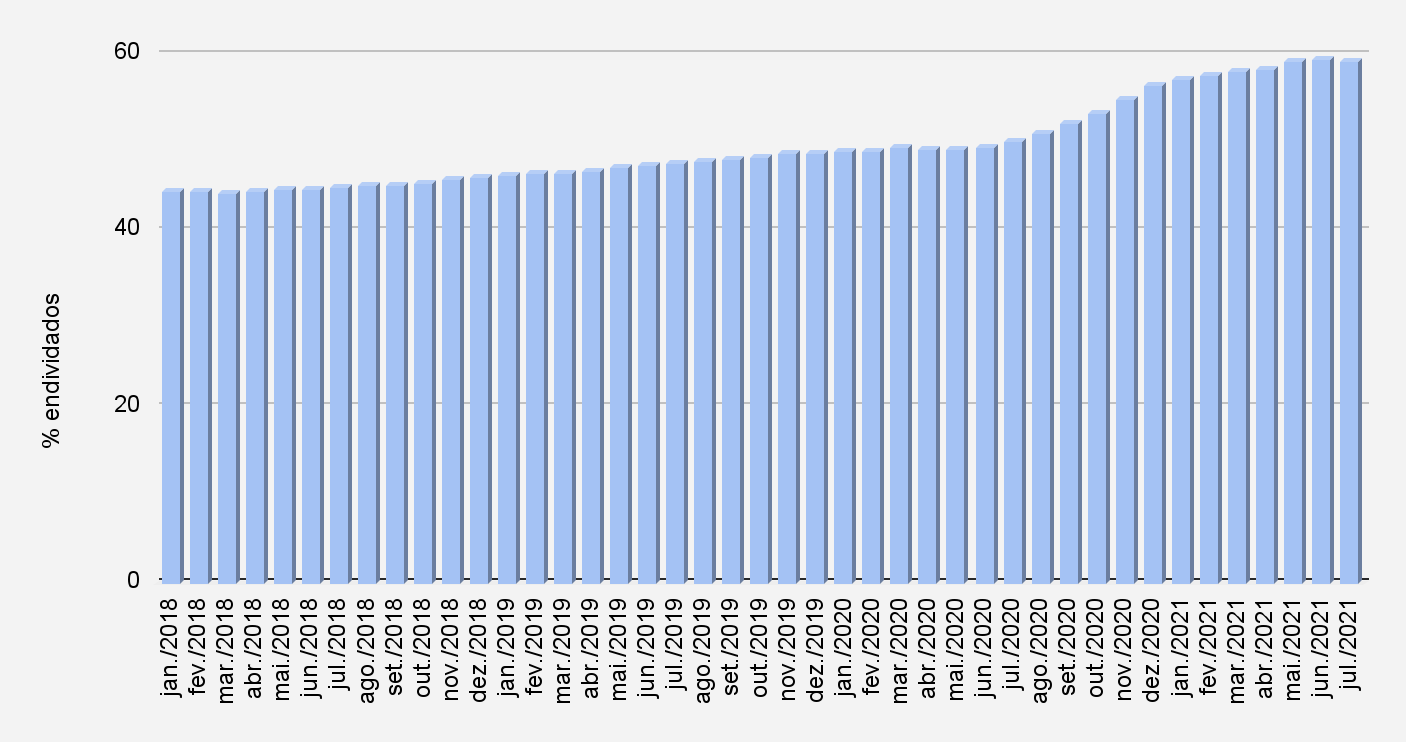 60
40
20
0
% endividados
jan./2018
fev./2018
mar./2018
abr./2018
mai./2018
jun./2018
jul./2018
ago./2018
set./2018
out./2018
nov./2018
dez./2018
jan./2019
fev./2019
mar./2019
abr./2019
mai./2019
jun./2019
jul./2019
ago./2019
set./2019
out./2019
nov./2019
dez./2019
jan./2020
fev./2020
mar./2020
abr./2020
mai./2020
jun./2020
jul./2020
ago./2020
set./2020
out./2020
nov./2020
dez./2020
jan./2021
fev./2021
mar./2021
abr./2021
mai./2021
jun./2021
jul./2021